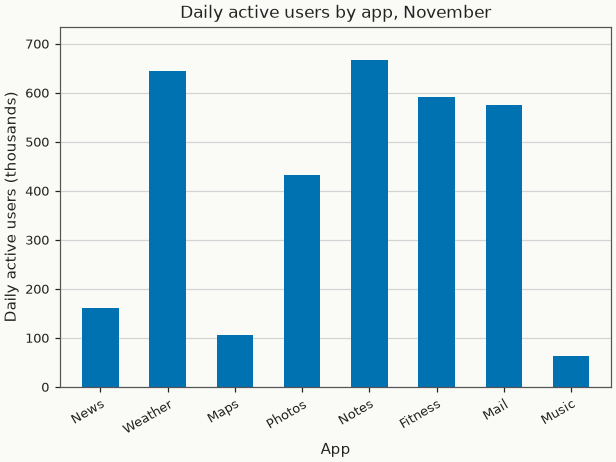 Daily active users by app, November
Daily active users (thousands)
700
600
500
400
300
200
100
0
News
Weather
Maps
Photos
Notes
Fitness
Mail
Music
App